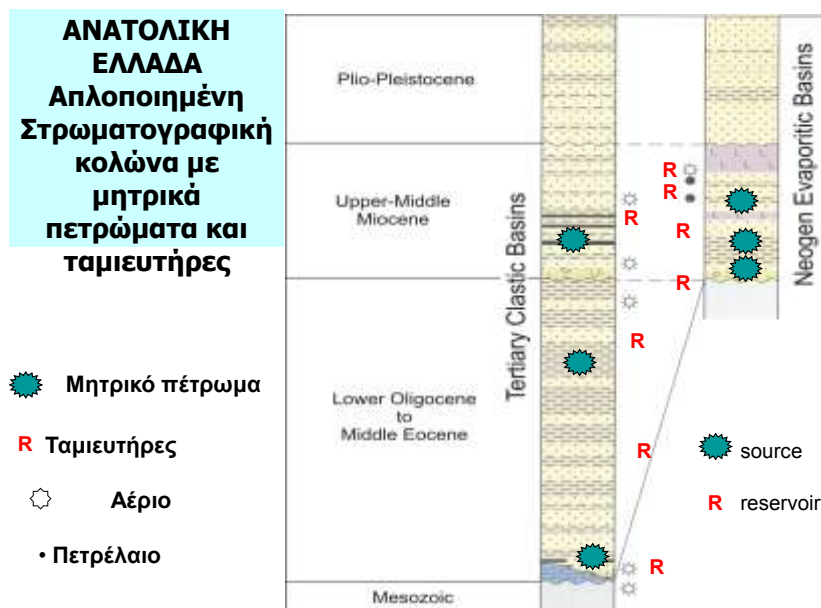 ΑΝΑΤΟΛΙΚΗ
ΕΛΛΑΔΑ
Απλοποιημένη
Στρωματογραφική
κολώνα με
μητρικά
πετρώματα και
ταμιευτήρες
Μητρικό πέτρωμα
R Ταμιευτήρες
Αέριο
• Πετρέλαιο
Plio-Pleistocene
Upper-Middle
Miocene
Lower Oligocene
to
Middle Eocene
Mesozoic
Tertiary Clastic Basins
R
R
R
R
R
R
R
R
Neogen Evaporitic Basins
source
R reservoir